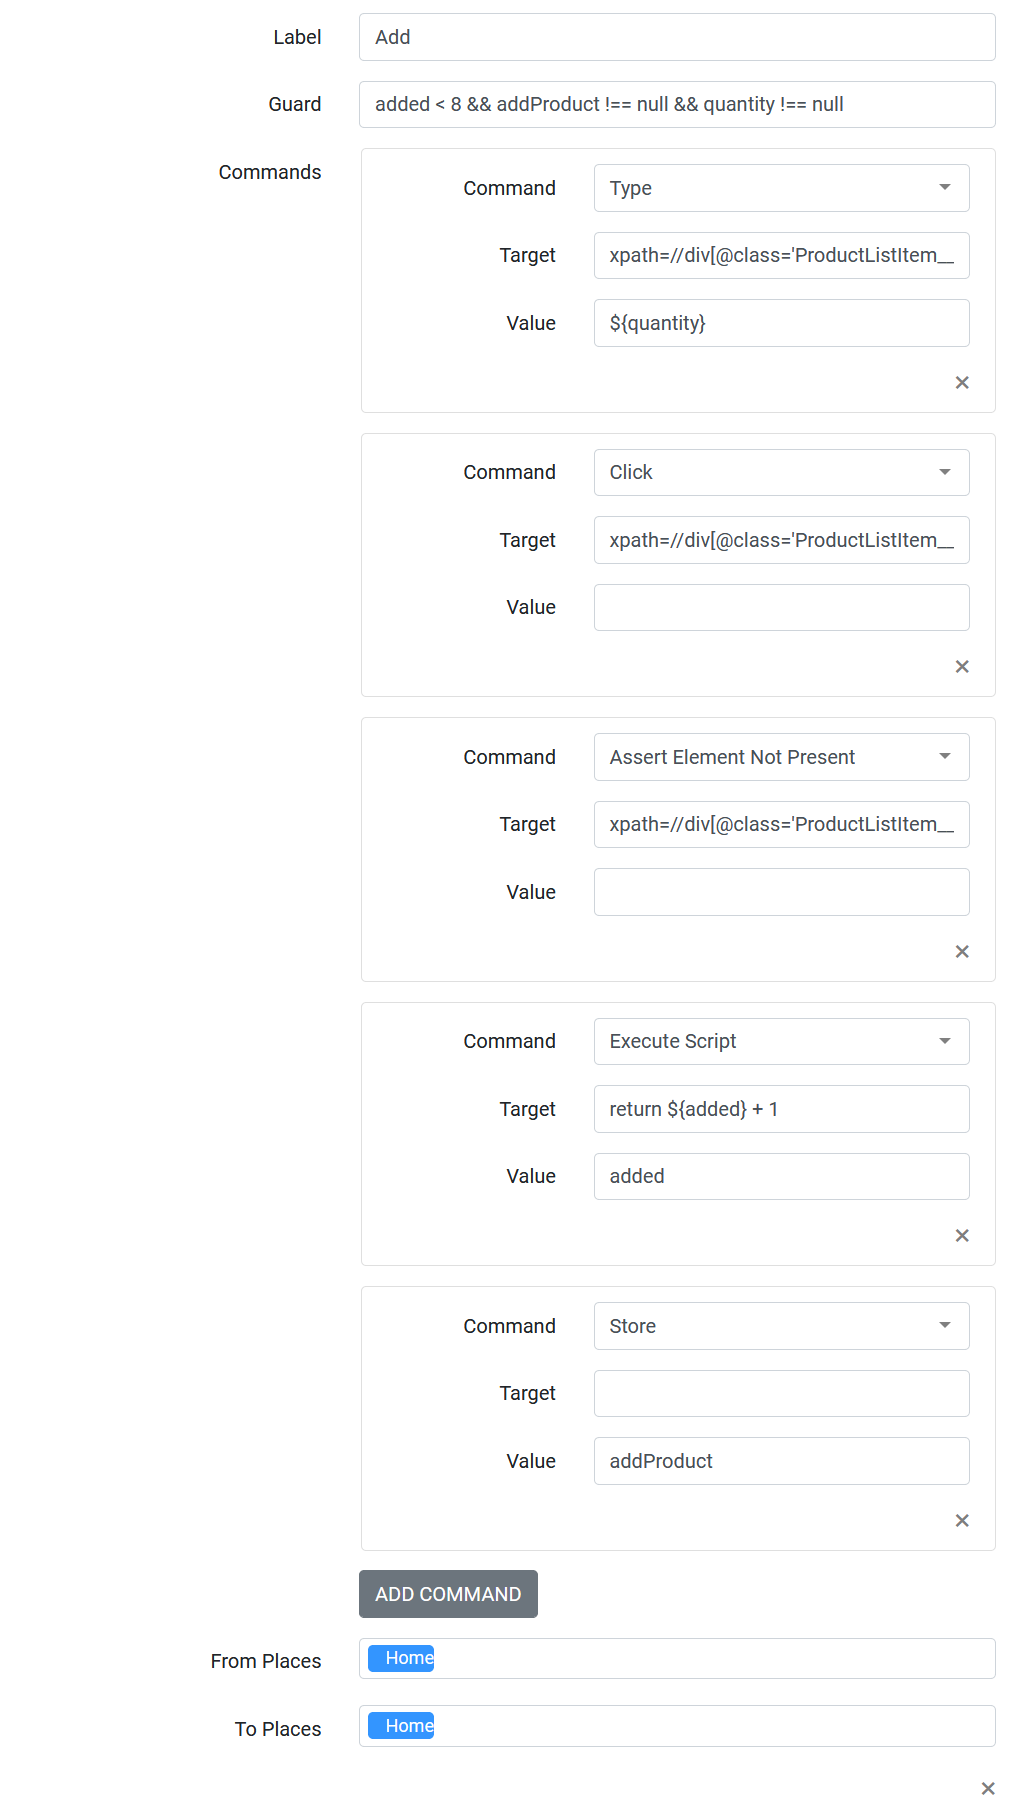 Label Add
Guard added < 8 && addProduct !== null && quantity !== null
Commands
Command Type
Target xpath=//div[@class='ProductListItem__
Value ${quantity}
×
Command Click
Target xpath=//div[@class='ProductListItem__
Value
×
Command Assert Element Not Present
Target xpath=//div[@class='ProductListItem__
Value
×
Command Execute Script
Target return ${added} + 1
Value added
×
Command Store
Target
Value addProduct
×
ADD COMMAND
From Places Home
To Places Home
×